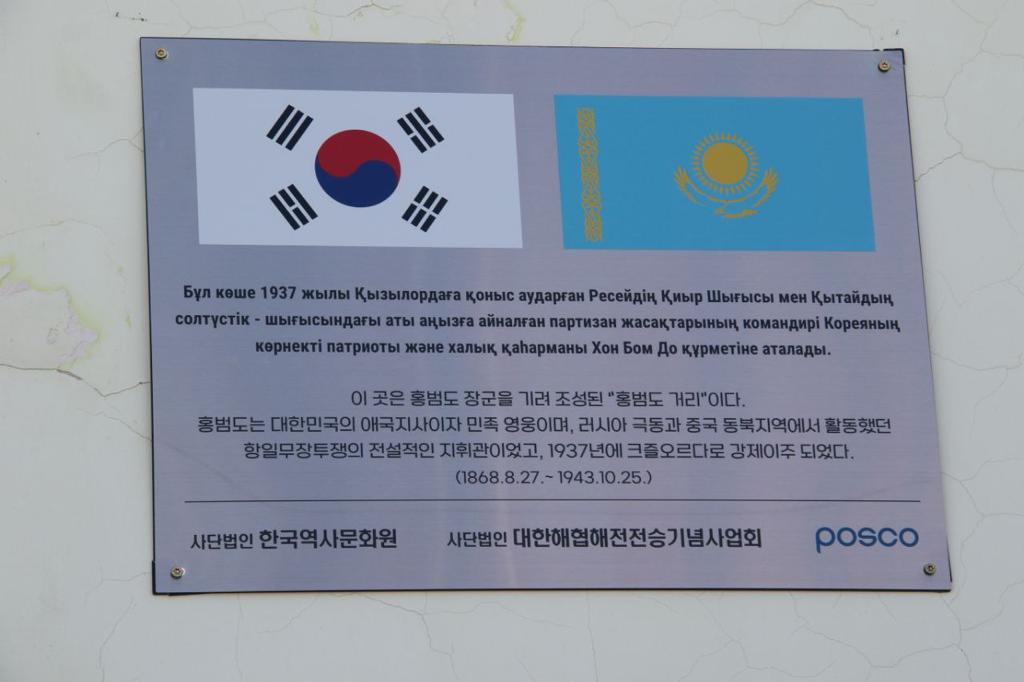 Бұл көше 1937 жылы Қызылордаға қоныс аударған Ресейдің Қиыр Шығысы мен Қытайдың
солтүстік - шығысындағы аты аңызға айналған партизан жасақтарының командирі Кореяның
көрнекті патриоты және халық қаһарманы Хон Бом До құрметіне аталады.
이 곳은 홍범도 장군을 기려 조성된 "홍범도 거리"이다.
홍범도는 대한민국의 애국지사이자 민족 영웅이며, 러시아 극동과 중국 동북지역에서 활동했던
항일무장투쟁의 전설적인 지휘관이었고, 1937년에 크즐오르다로 강제이주 되었다.
(1868.8.27.~1943.10.25.)
사단법인 한국역사문화원 사단법인 대한해협해전전승기념사업회 posco